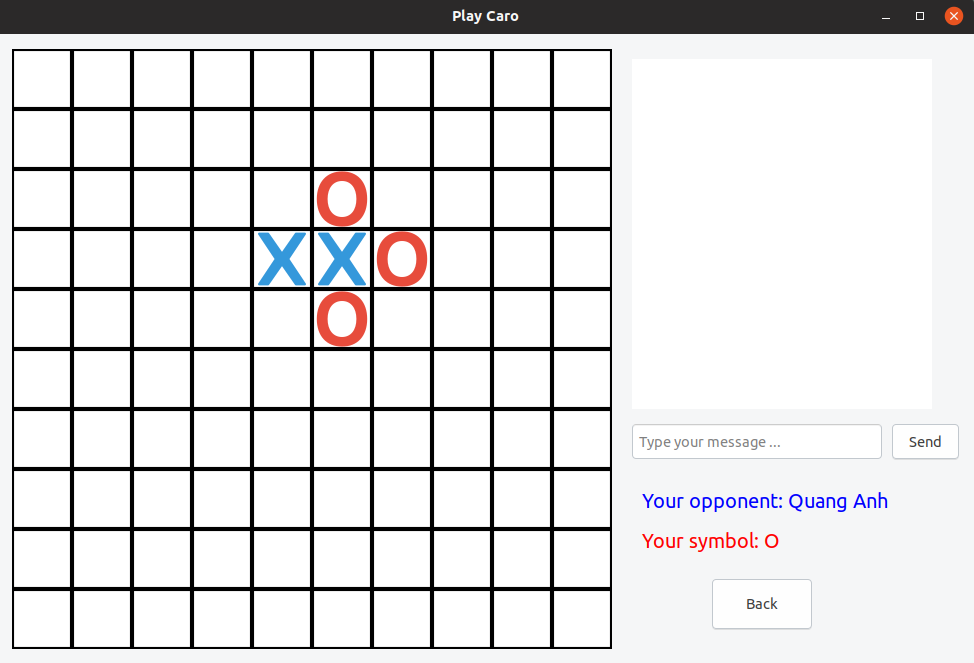 Play Caro
O
X X O
O
Type your message ...
Send
Your opponent: Quang Anh
Your symbol: O
Back